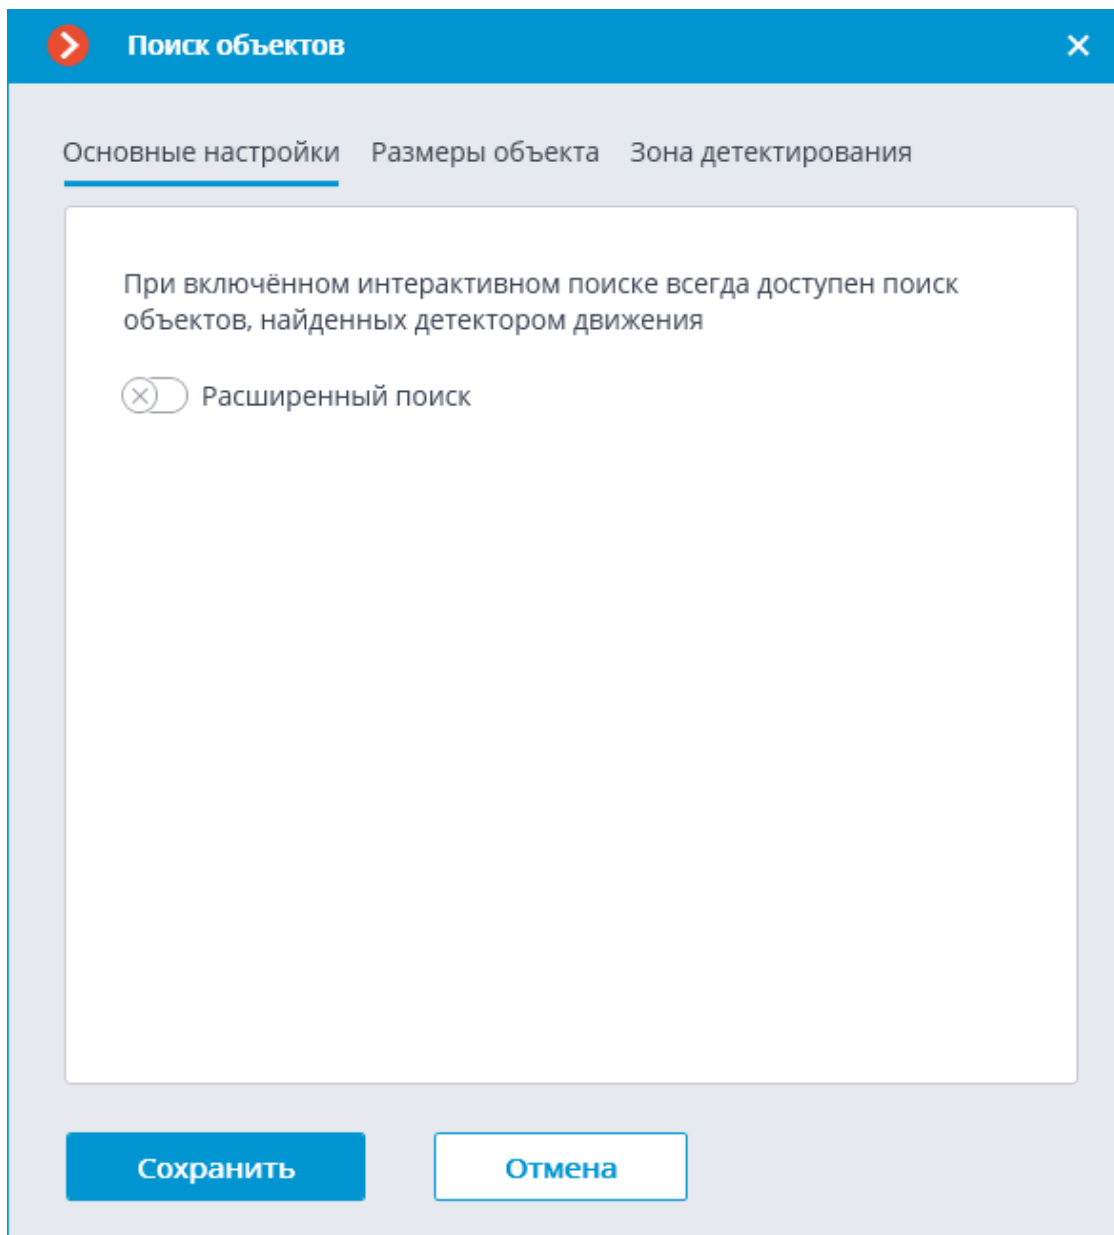 Поиск объектов
Основные настройки Размеры объекта Зона детектирования
При включённом интерактивном поиске всегда доступен поиск
объектов, найденных детектором движения
Расширенный поиск
Сохранить Отмена